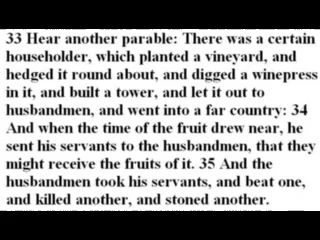 33 Hear another parable: There was a certain
householder, which planted a vineyard, and
hedged it round about, and digged a winepress
in it, and built a tower, and let it out to
husbandmen, and went into a far country: 34
And when the time of the fruit drew near, he
sent his servants to the husbandmen, that they
might receive the fruits of it. 35 And the
husbandmen took his servants, and beat one,
and killed another, and stoned another.